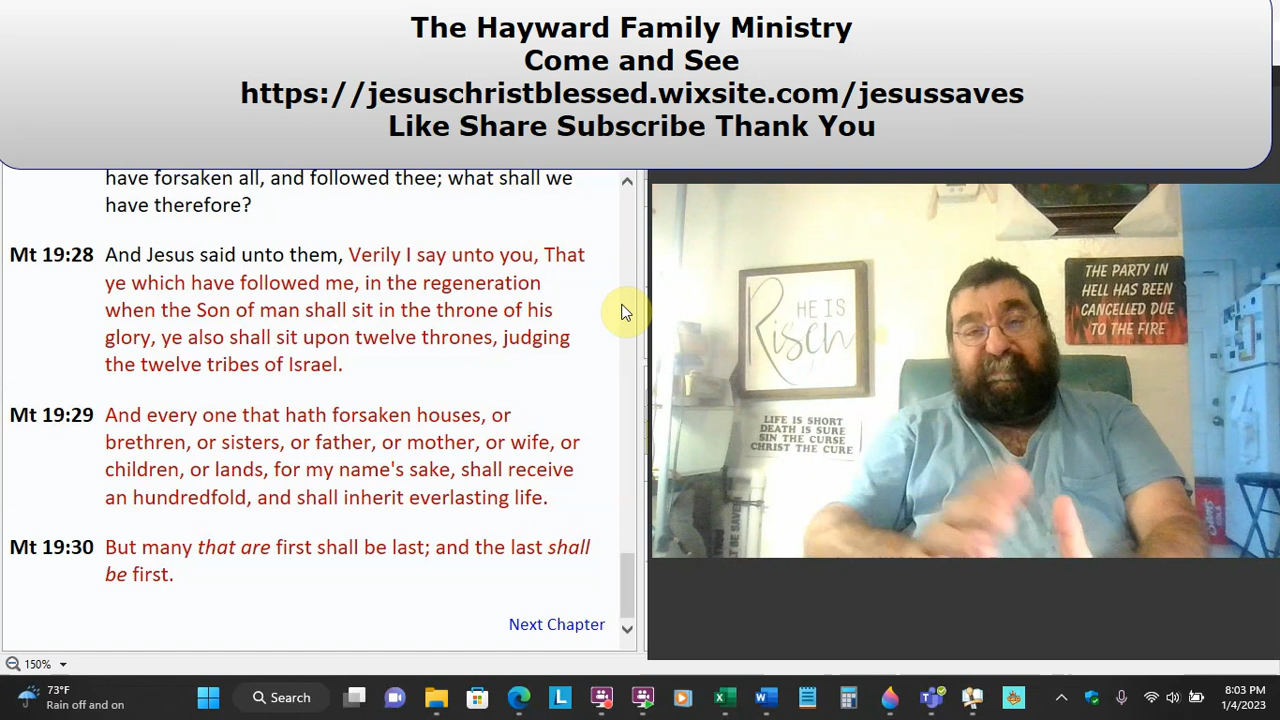 The Hayward Family Ministry
Come and See
https://jesuschristblessed.wixsite.com/jesussaves
Like Share Subscribe Thank You
have forsaken all, and followed thee; what shall we
have therefore?
Mt 19:28 And Jesus said unto them, Verily I say unto you, That
ye which have followed me, in the regeneration
when the Son of man shall sit in the throne of his
glory, ye also shall sit upon twelve thrones, judging
the twelve tribes of Israel.
Mt 19:29 And every one that hath forsaken houses, or
brethren, or sisters, or father, or mother, or wife, or
children, or lands, for my name's sake, shall receive
an hundredfold, and shall inherit everlasting life.
Mt 19:30 But many that are first shall be last; and the last shall
be first.
Next Chapter
150%
HE IS
Risen
THE PARTY IN
HELL HAS BEEN
CANCELLED DUE
TO THE FIRE
LIFE IS SHORT
DEATH IS SURE
SIN THE CURSE
CHRIST THE CURE
73°F
Rain off and on
Search
8:03 PM
1/4/2023